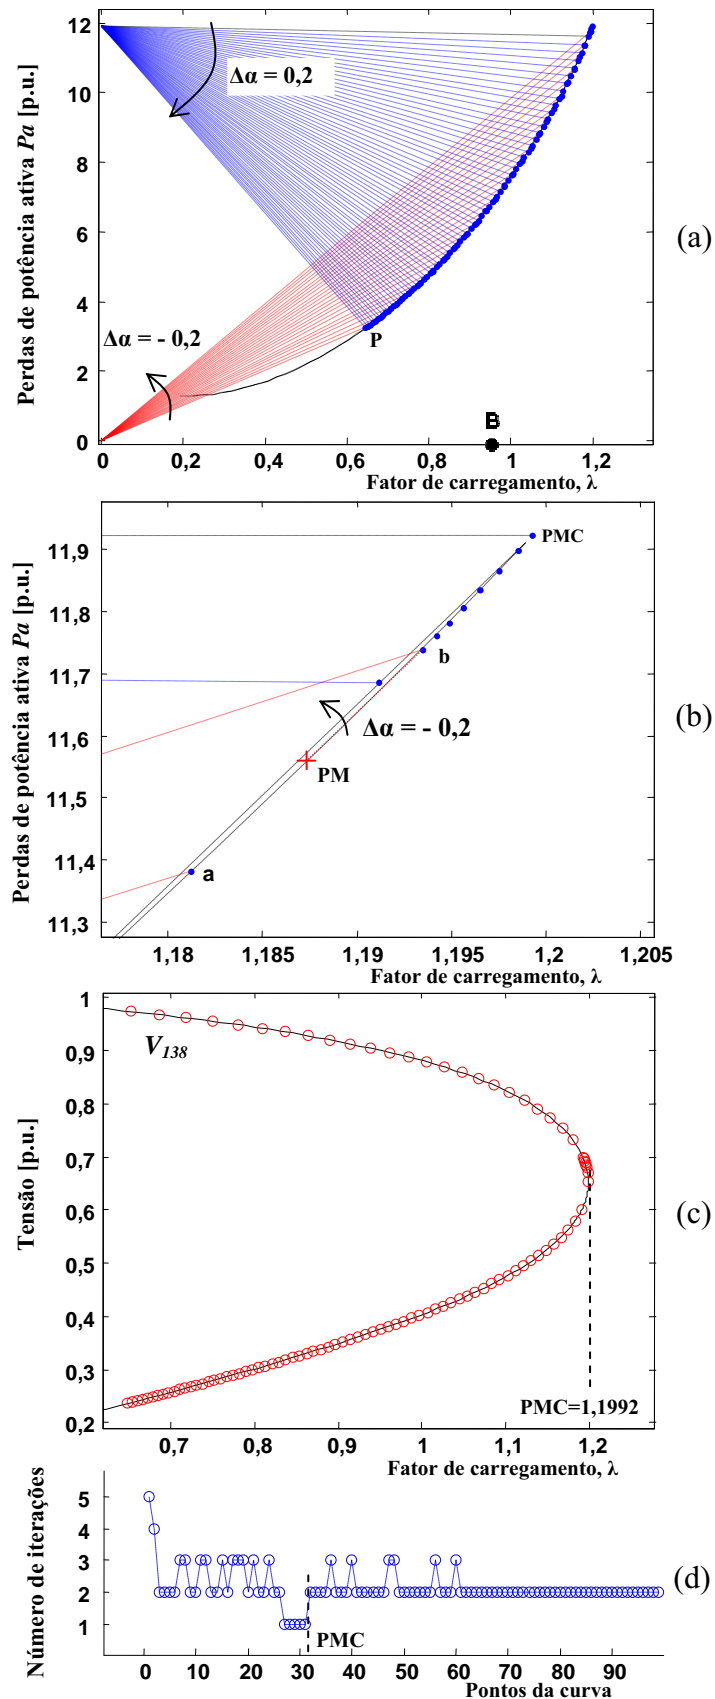 Perdas de potência ativa Pa [p.u.]
12
10
8
6
4
2
0
Δα = 0,2
Δα = - 0,2
P
B
(a)
0 0,2 0,4 0,6 0,8 1 1,2
Fator de carregamento, λ
Perdas de potência ativa Pa [p.u.]
11,9
11,8
11,7
11,6
11,5
11,4
11,3
PMC
b
Δα = - 0,2
PM
a
(b)
1,18 1,185 1,19 1,195 1,2 1,205
Fator de carregamento, λ
Tensão [p.u.]
1
0,9
0,8
0,7
0,6
0,5
0,4
0,3
0,2
V138
(c)
PMC=1,1992
0,7 0,8 0,9 1 1,1 1,2
Fator de carregamento, λ
Número de iterações
5
4
3
2
1
(d)
PMC
0 10 20 30 40 50 60 70 80 90
Pontos da curva